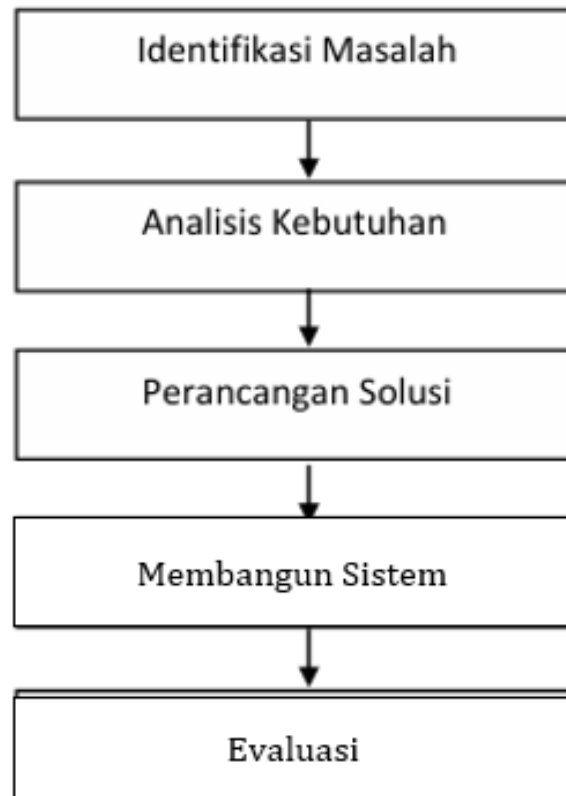 Identifikasi Masalah
Analisis Kebutuhan
Perancangan Solusi
Membangun Sistem
Evaluasi